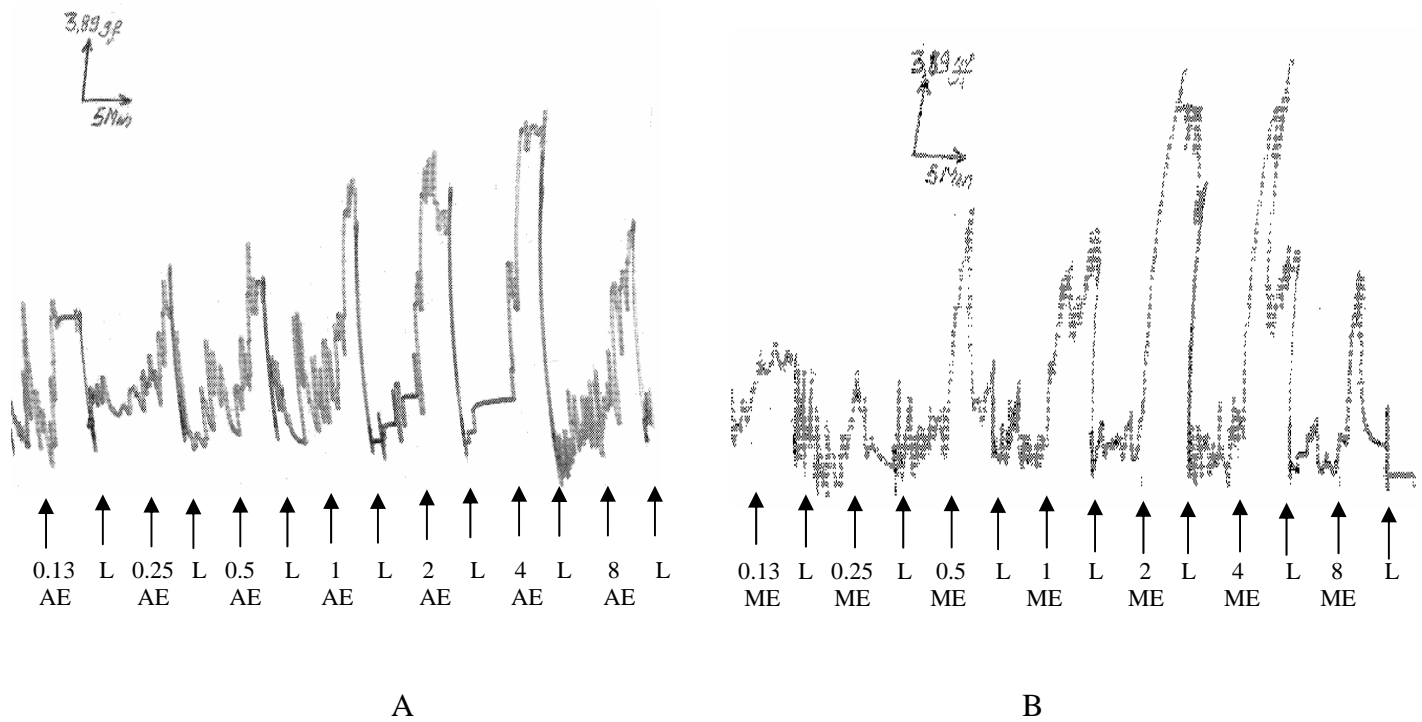 3,89 gf
5Min
3,89 gf
5Min
0.13 L 0.25 L 0.5 L 1 L 2 L 4 L 8 L
AE AE AE AE AE AE AE
0.13 L 0.25 L 0.5 L 1 L 2 L 4 L 8 L
ME ME ME ME ME ME ME
A
B